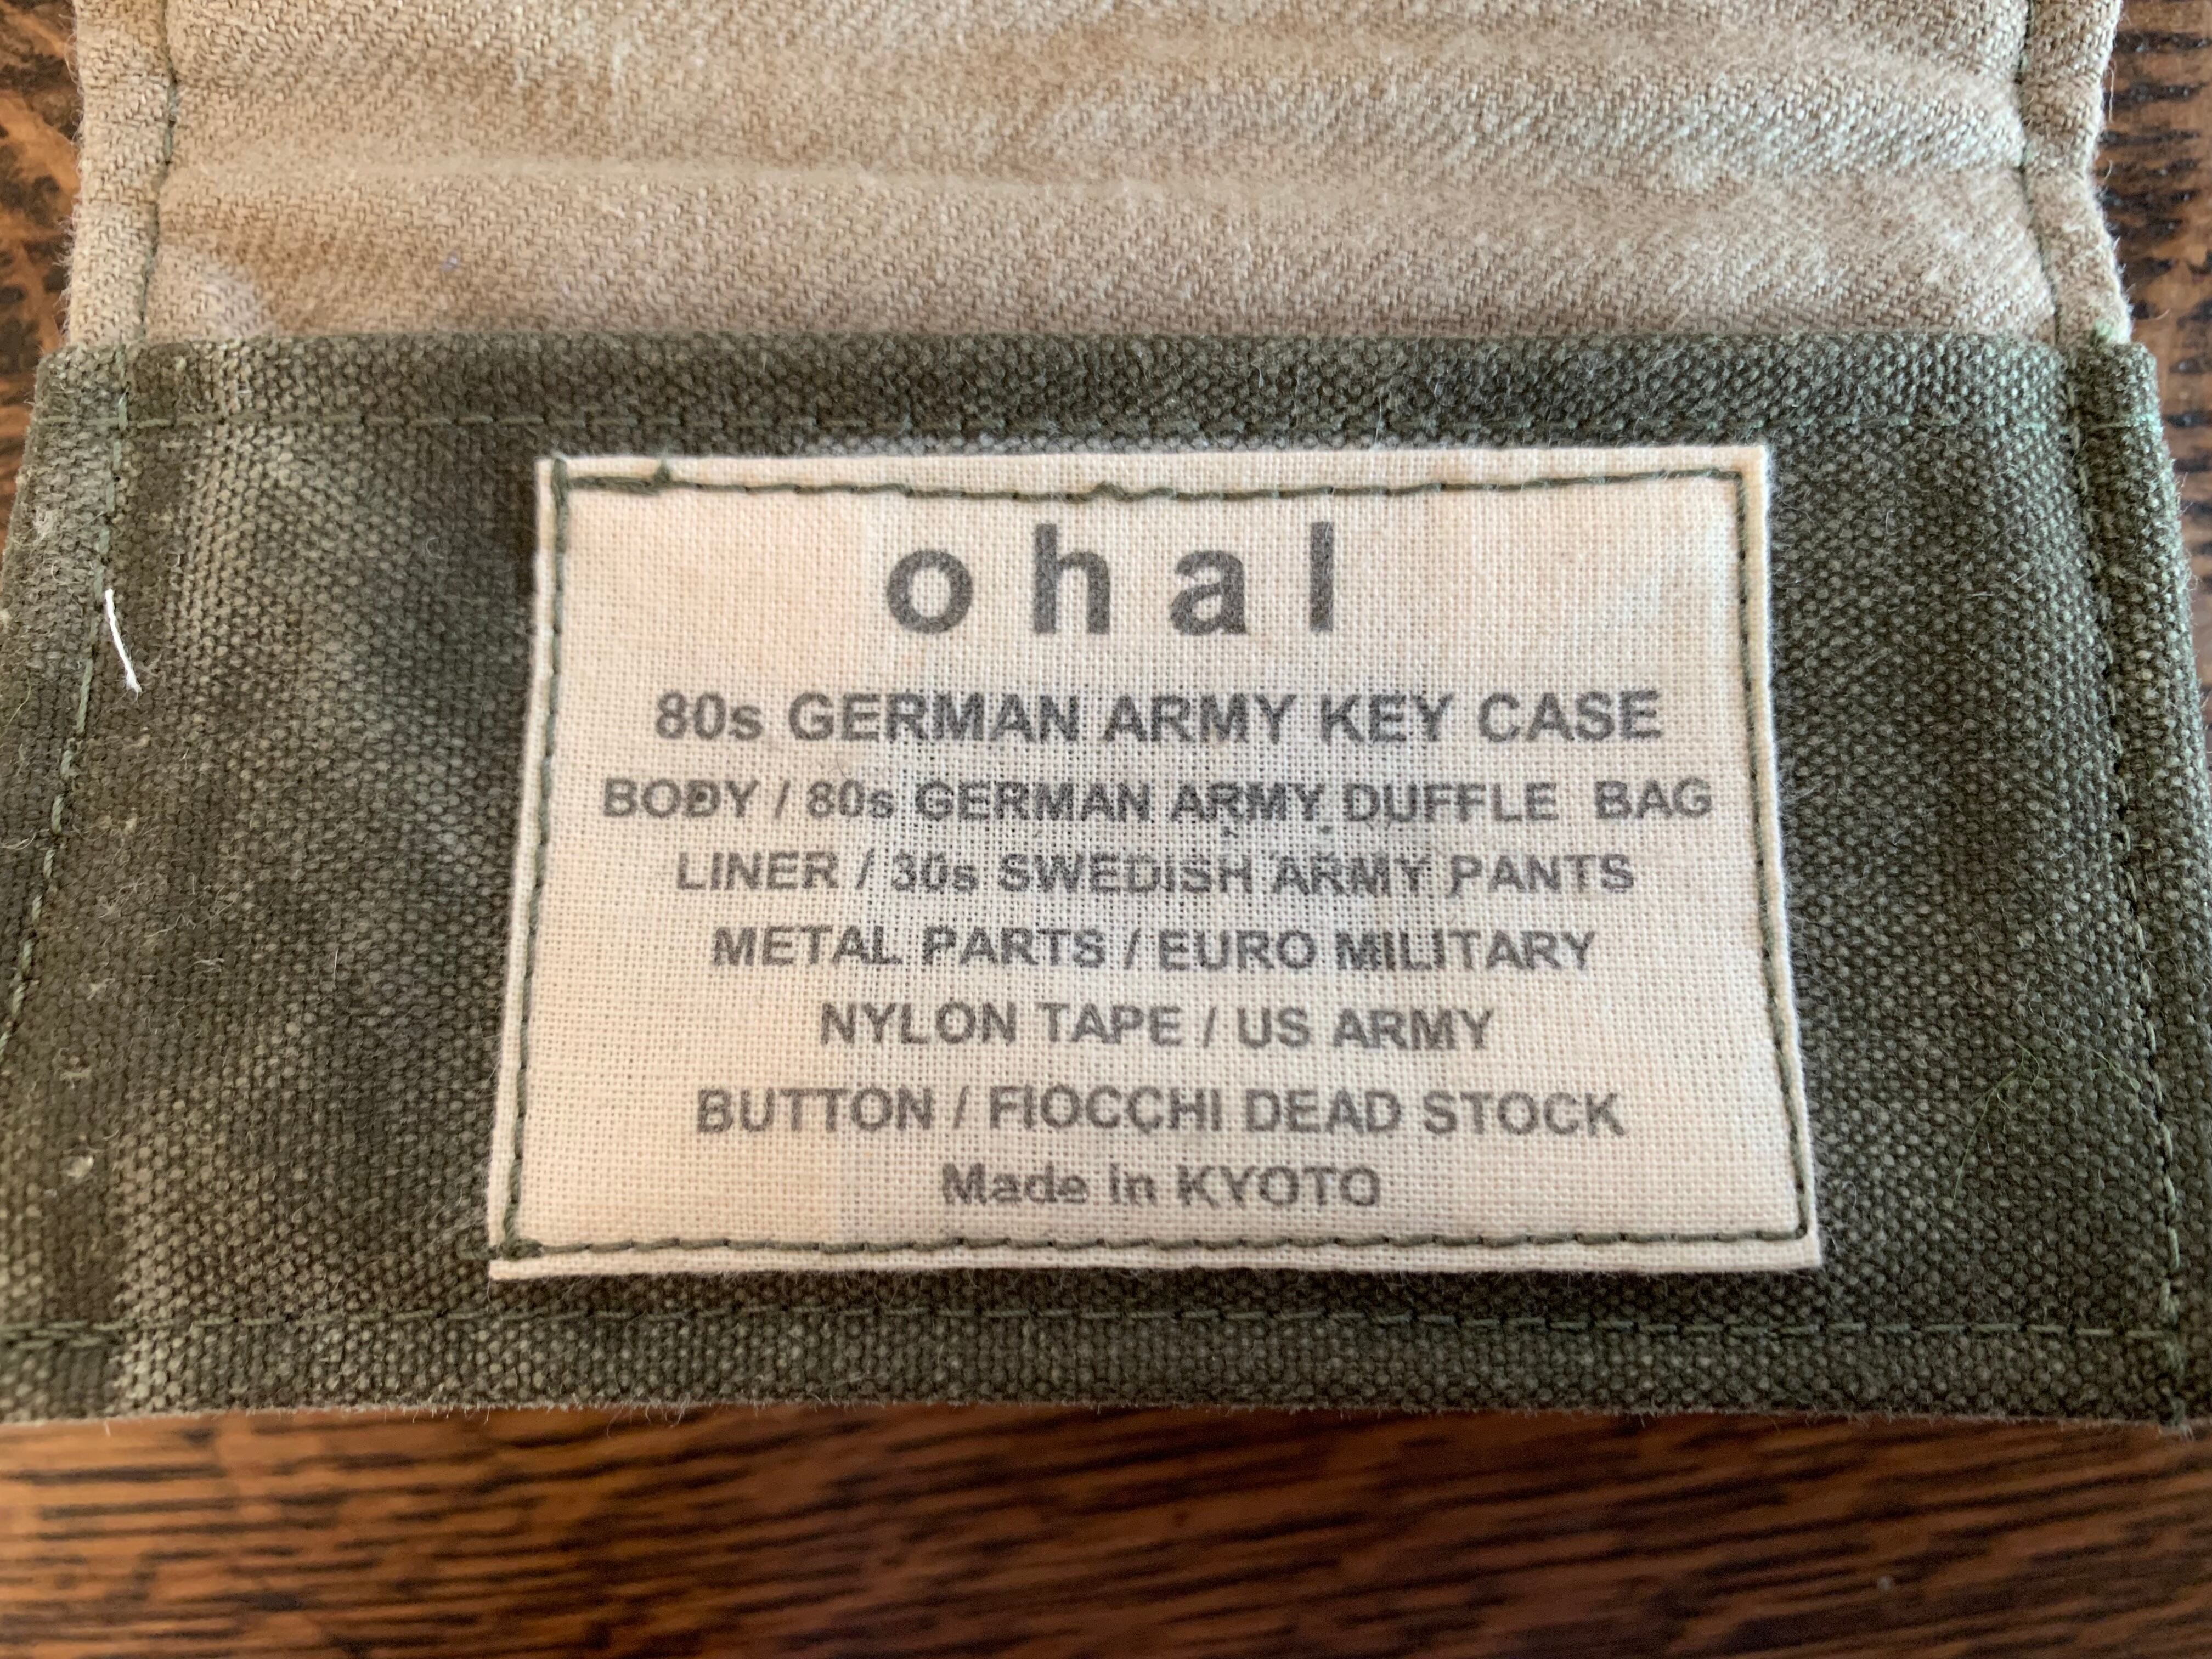 ohal
80s GERMAN ARMY KEY CASE
BODY / 80s GERMAN ARMY DUFFLE BAG
LINER / 30s SWEDISH ARMY PANTS
METAL PARTS / EURO MILITARY
NYLON TAPE / US ARMY
BUTTON / FIOCCHI DEAD STOCK
Made in KYOTO